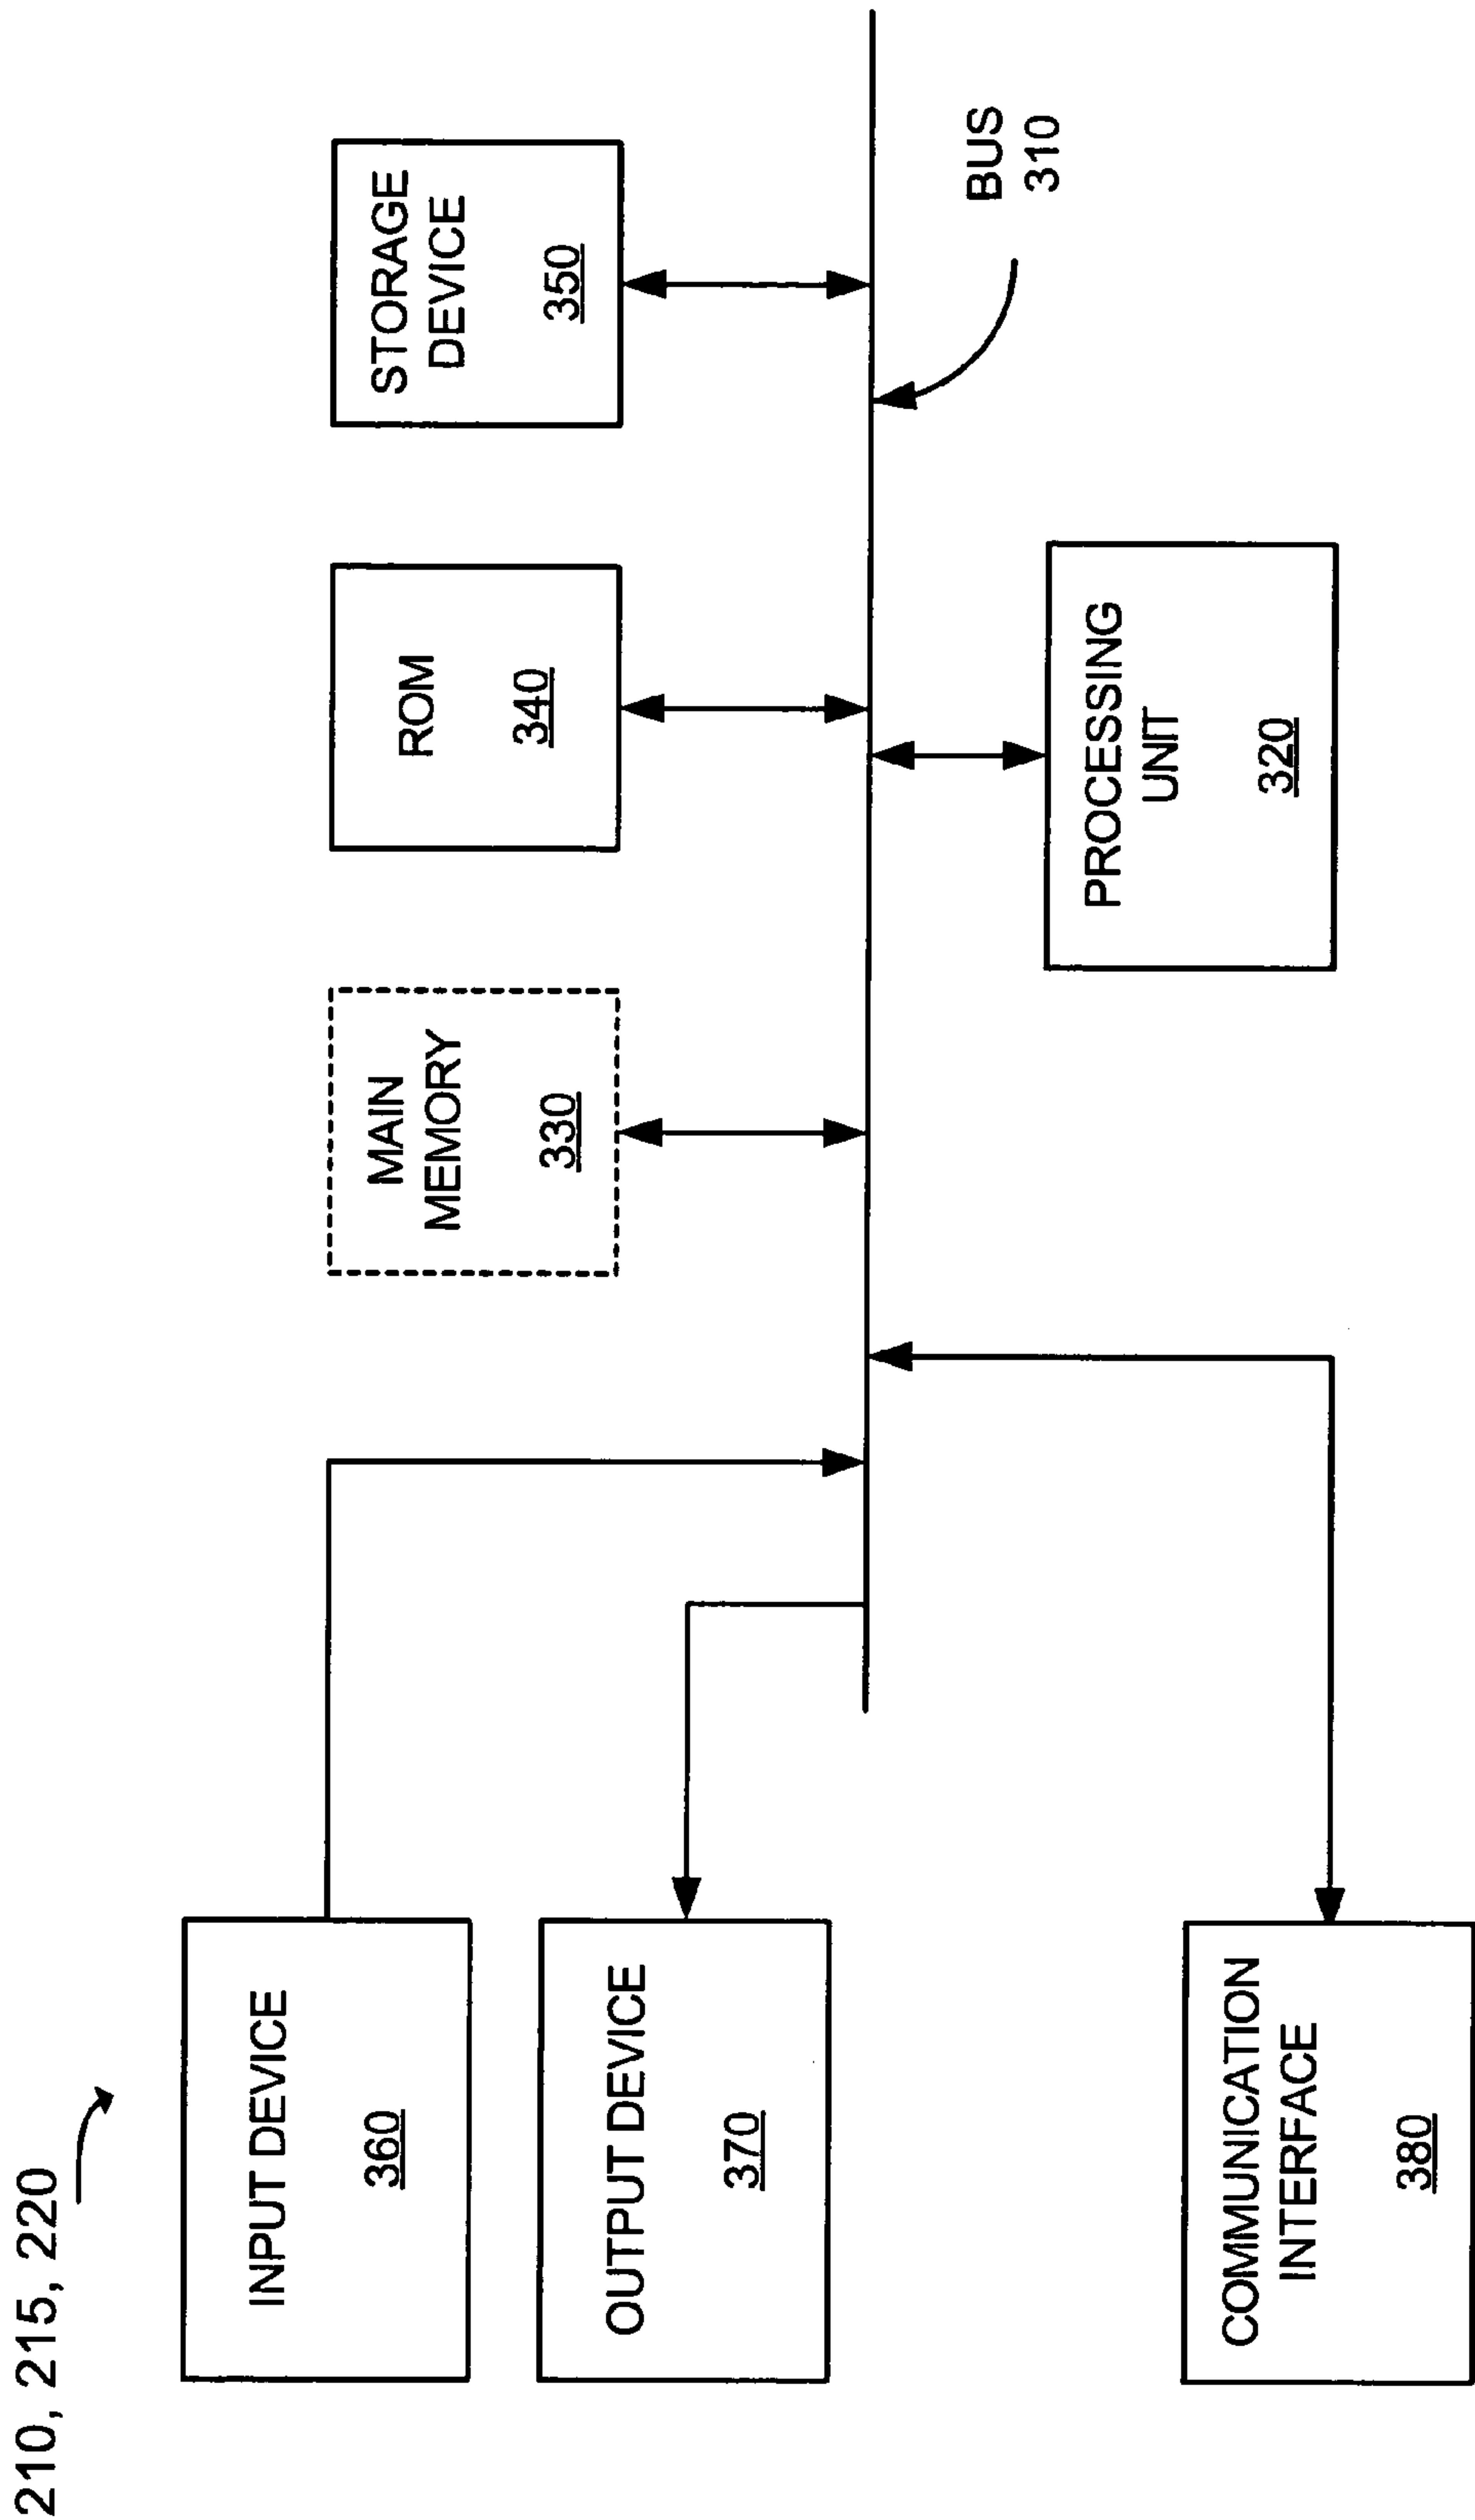 210, 215, 220
INPUT DEVICE
360
OUTPUT DEVICE
370
COMMUNICATION
INTERFACE
380
MAIN
MEMORY
330
ROM
340
STORAGE
DEVICE
350
PROCESSING
UNIT
320
BUS
310